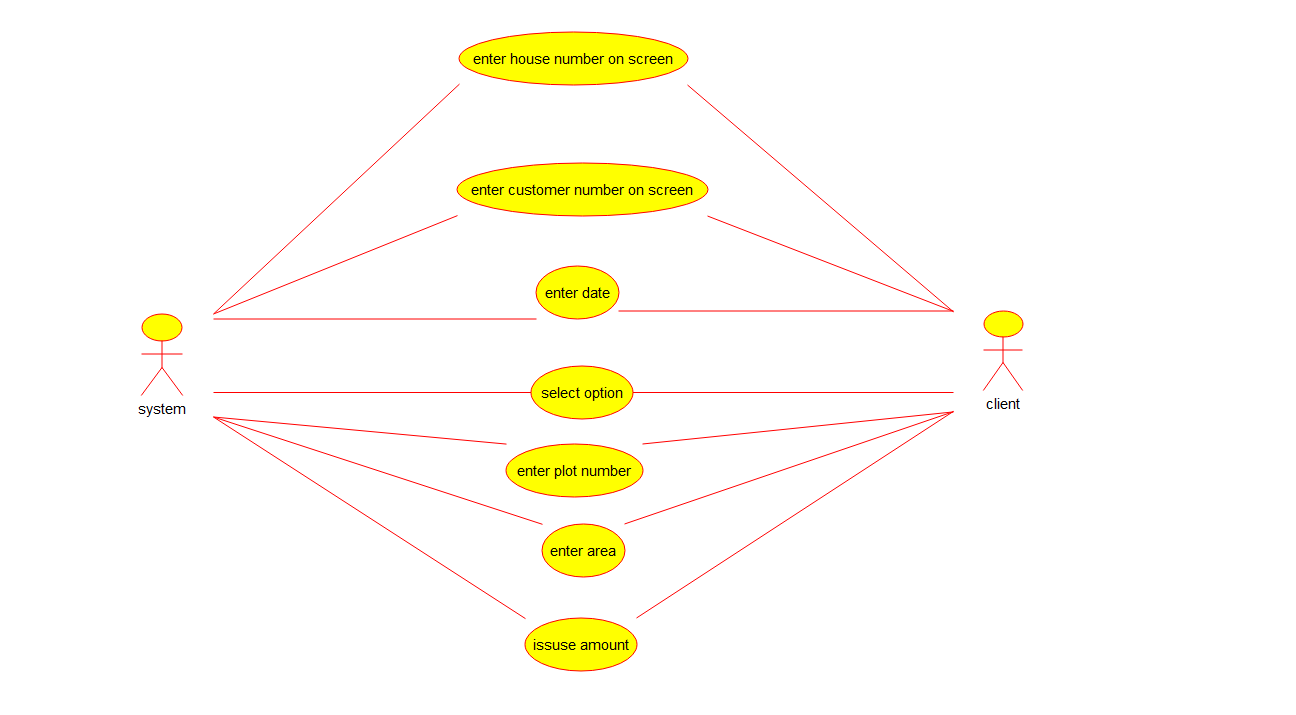 enter house number on screen
enter customer number on screen
enter date
system
select option
client
enter plot number
enter area
issuse amount